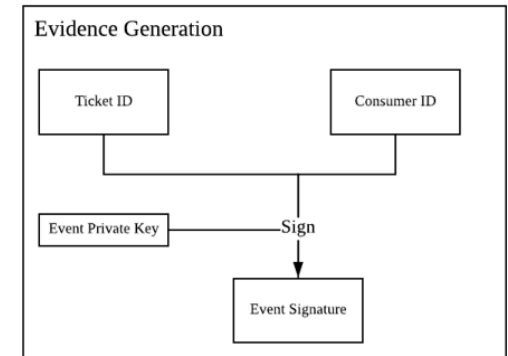 Evidence Generation
Ticket ID
Consumer ID
Event Private Key
Sign
Event Signature